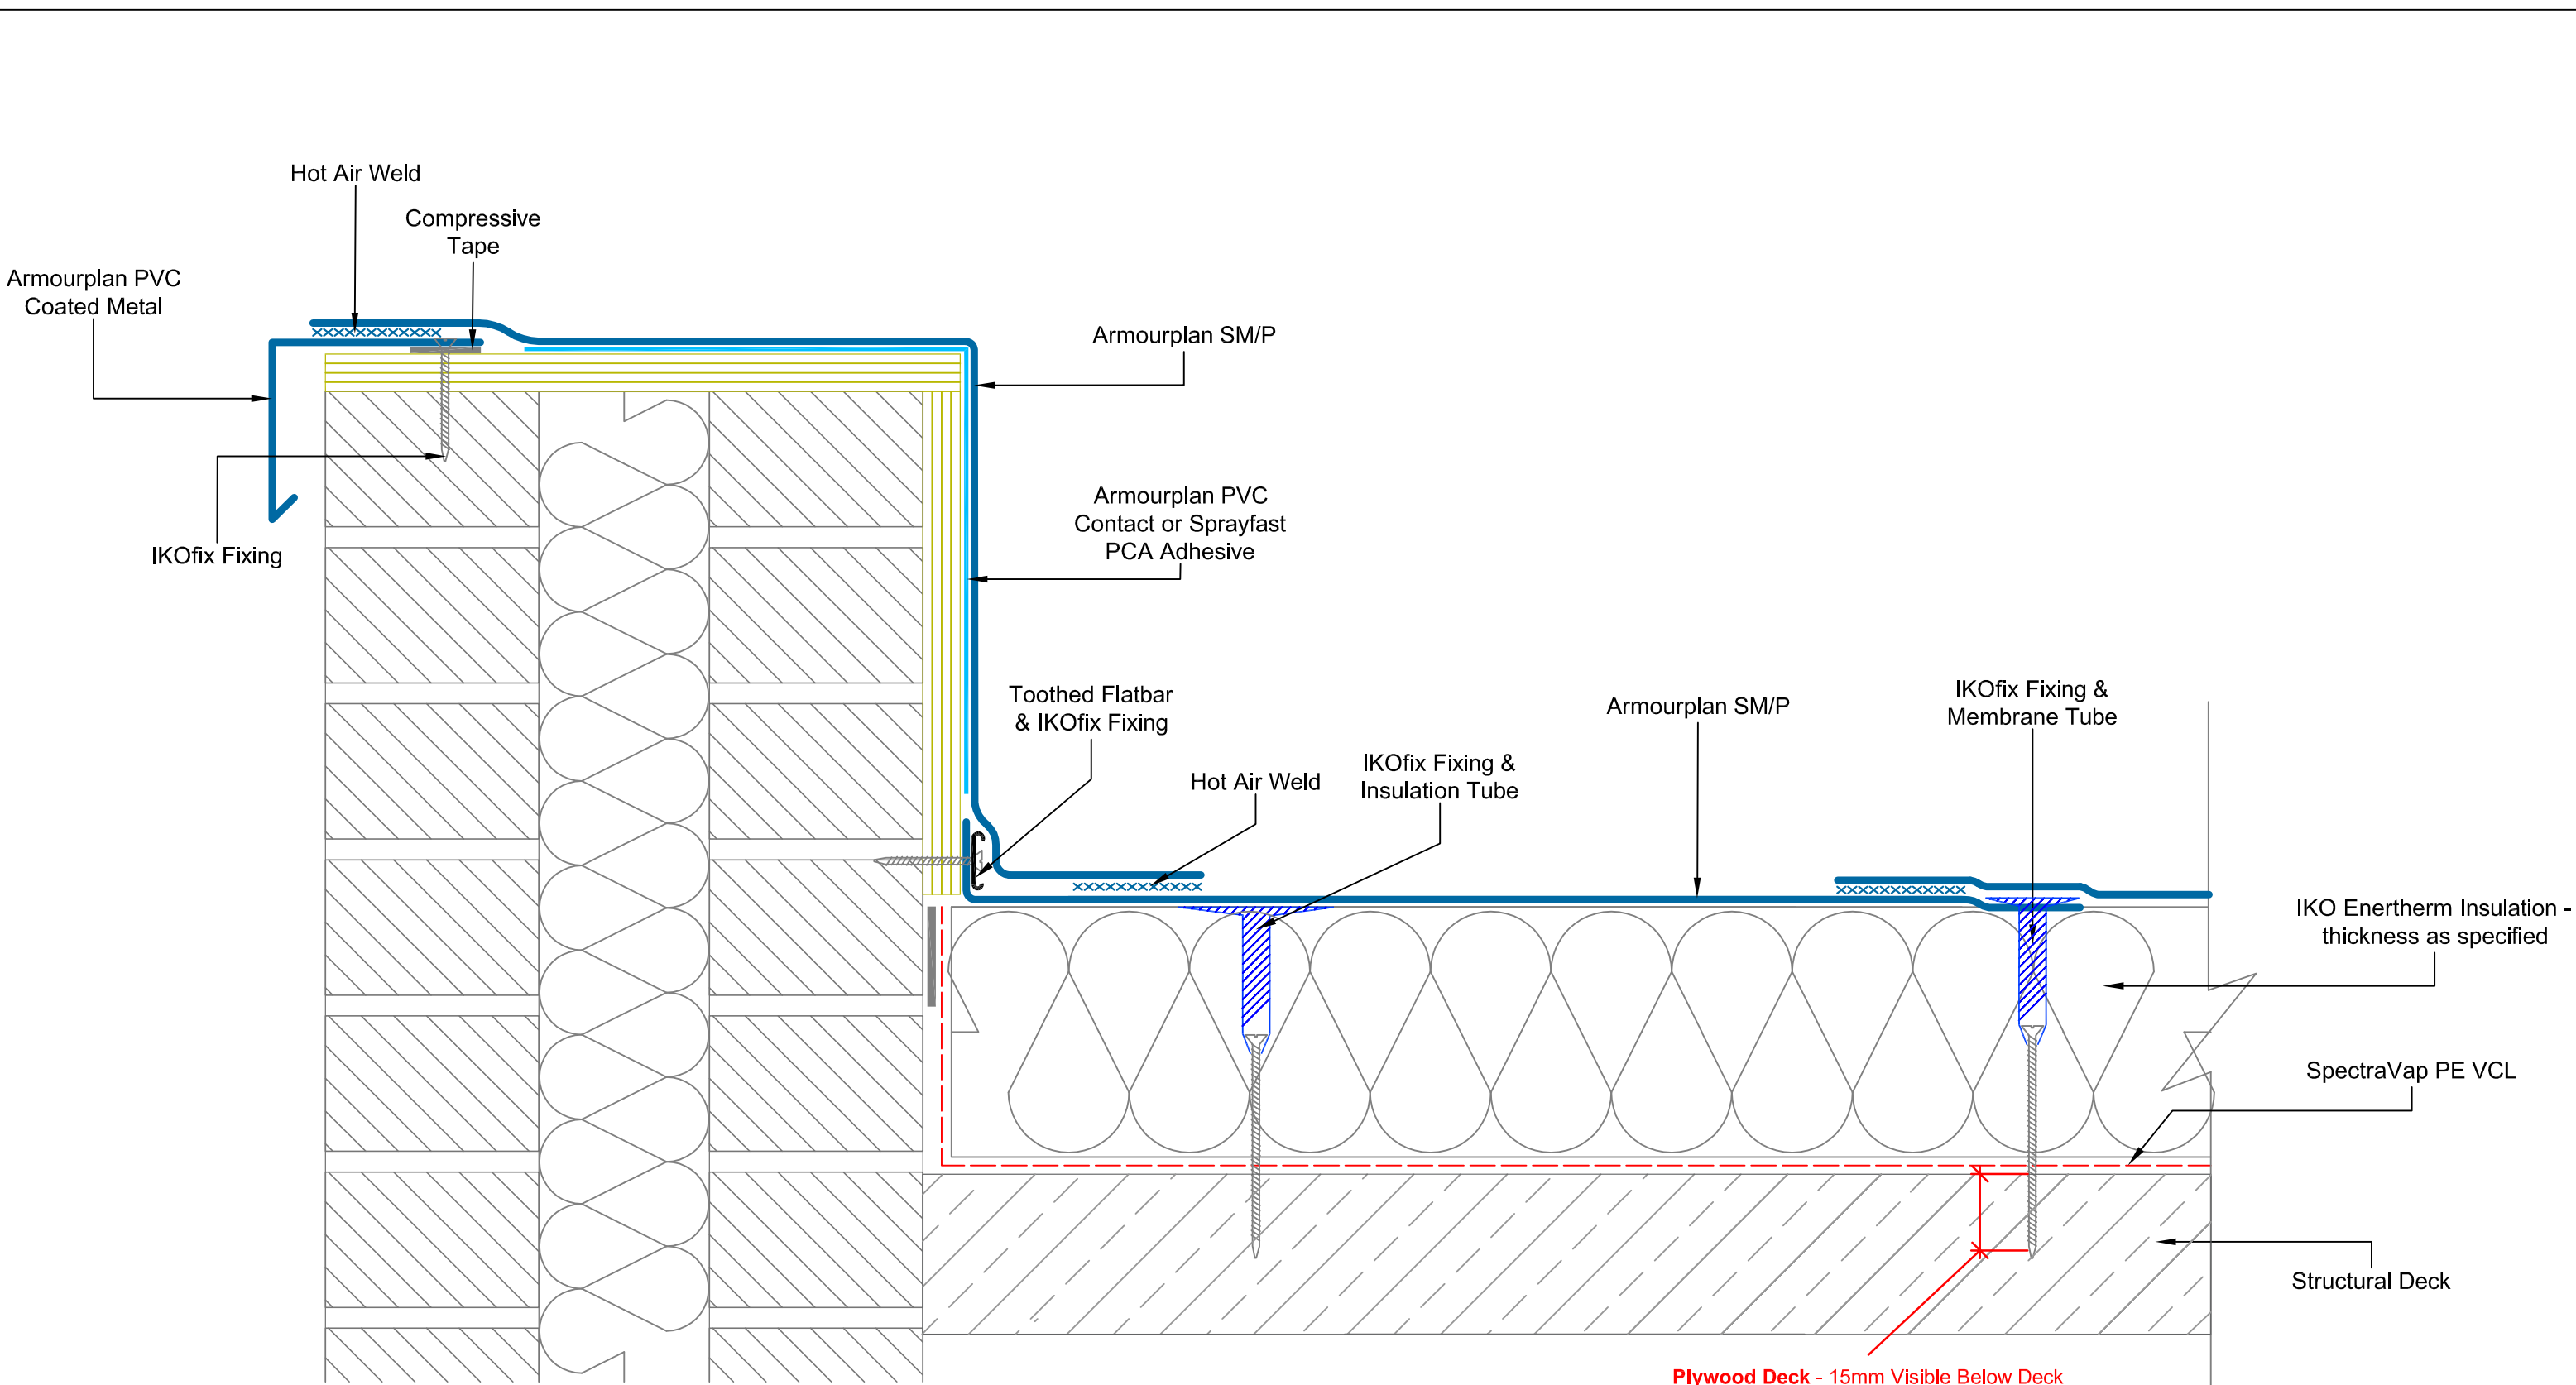 Hot Air Weld
Compressive
Tape
Armourplan PVC
Coated Metal
Armourplan SM/P
Armourplan PVC
Contact or Sprayfast
PCA Adhesive
IKOfix Fixing
Toothed Flatbar
& IKOfix Fixing
Hot Air Weld
IKOfix Fixing &
Insulation Tube
Armourplan SM/P
IKOfix Fixing &
Membrane Tube
IKO Enertherm Insulation -
thickness as specified
SpectraVap PE VCL
Structural Deck
Plywood Deck - 15mm Visible Below Deck